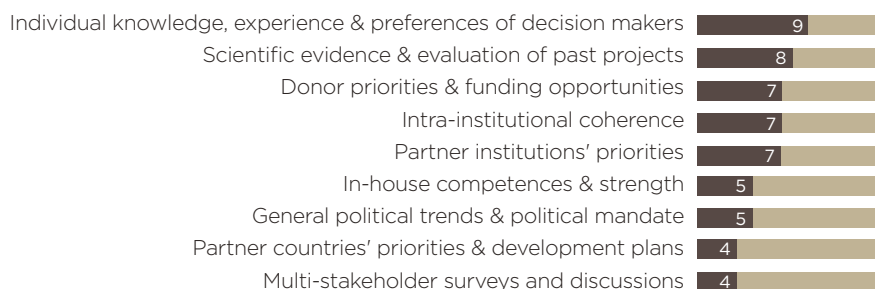 Individual knowledge, experience & preferences of decision makers 9
Scientific evidence & evaluation of past projects 8
Donor priorities & funding opportunities 7
Intra-institutional coherence 7
Partner institutions' priorities 7
In-house competences & strength 5
General political trends & political mandate 5
Partner countries' priorities & development plans 4
Multi-stakeholder surveys and discussions 4